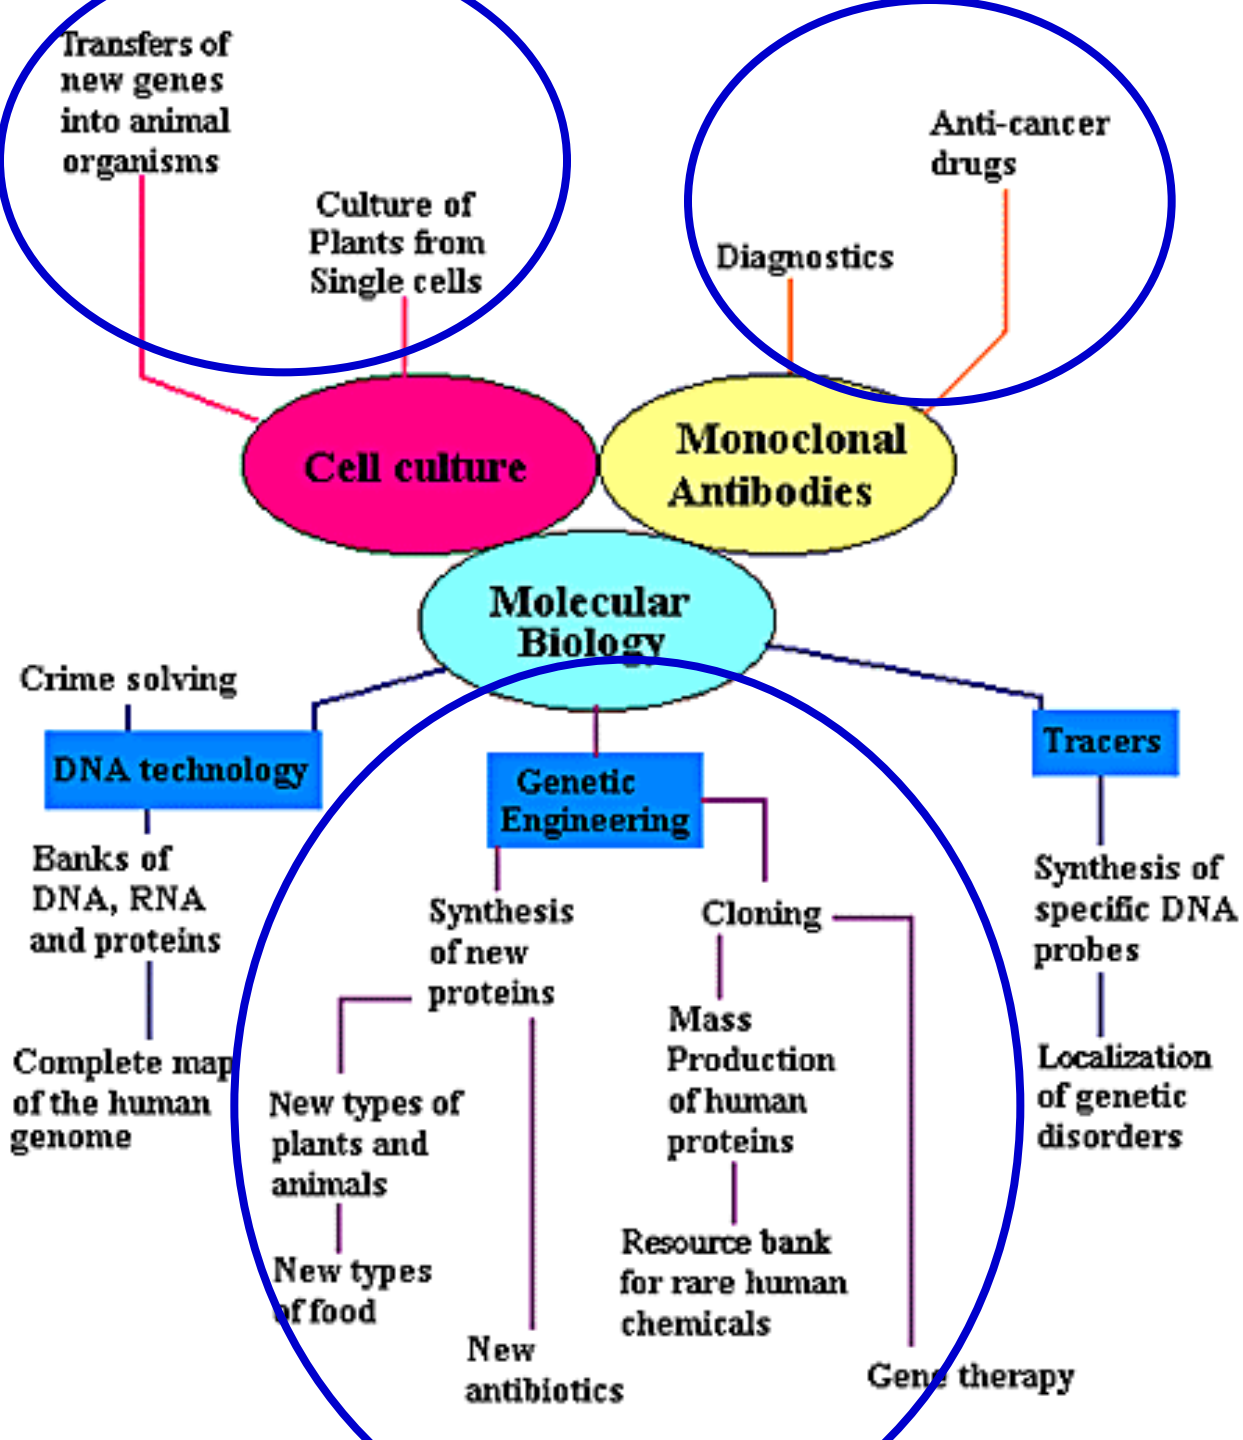 Transfers of
new genes
into animal
organisms
Culture of
Plants from
Single cells
Anti-cancer
drugs
Diagnostics
Cell culture
Monoclonal
Antibodies
Molecular
Biology
Crime solving
DNA technology
Banks of
DNA, RNA
and proteins
Complete map
of the human
genome
Genetic
Engineering
Synthesis
of new
proteins
New types of
plants and
animals
New types
of food
New
antibiotics
Cloning
Mass
Production
of human
proteins
Resource bank
for rare human
chemicals
Gene therapy
Tracers
Synthesis of
specific DNA
probes
Localization
of genetic
disorders